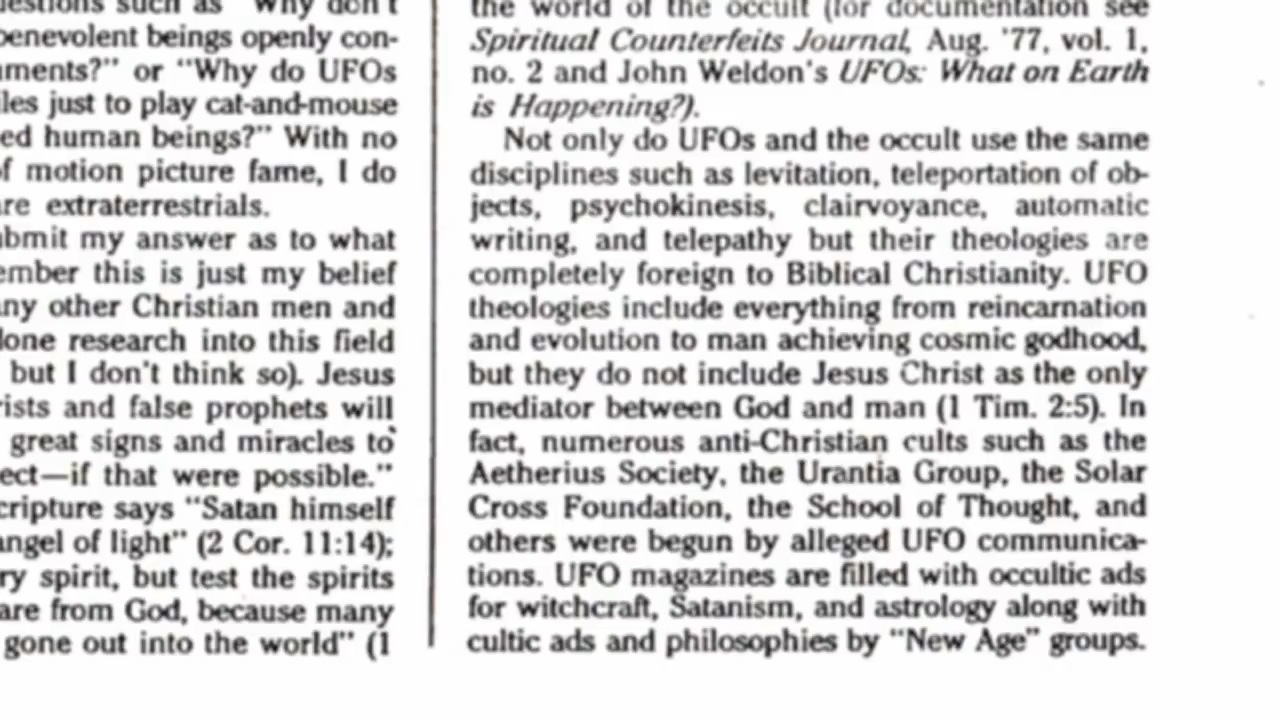 such as "Why don't
benevolent beings openly con-
ments?" or "Why do UFOs
just to play cat-and-mouse
ed human beings?" With no
of motion picture fame, I do
are extraterrestrials.
submit my answer as to what
this is just my belief
any other Christian men and
done research into this field
but I don't think so). Jesus
and false prophets will
great signs and miracles to
ect—if that were possible."
scripture says "Satan himself
angel of light" (2 Cor. 11:14);
ry spirit, but test the spirits
are from God, because many
gone out into the world" (1
the world of the occult (for documentation see
Spiritual Counterfeits Journal, Aug. '77, vol. 1,
no. 2 and John Weldon's UFOs: What on Earth
is Happening?).
Not only do UFOs and the occult use the same
disciplines such as levitation, teleportation of ob-
jects, psychokinesis, clairvoyance, automatic
writing, and telepathy but their theologies are
completely foreign to Biblical Christianity. UFO
theologies include everything from reincarnation
and evolution to man achieving cosmic godhood,
but they do not include Jesus Christ as the only
mediator between God and man (1 Tim. 2:5). In
fact, numerous anti-Christian cults such as the
Aetherius Society, the Urantia Group, the Solar
Cross Foundation, the School of Thought, and
others were begun by alleged UFO communica-
tions. UFO magazines are filled with occultic ads
for witchcraft, Satanism, and astrology along with
cultic ads and philosophies by "New Age" groups.